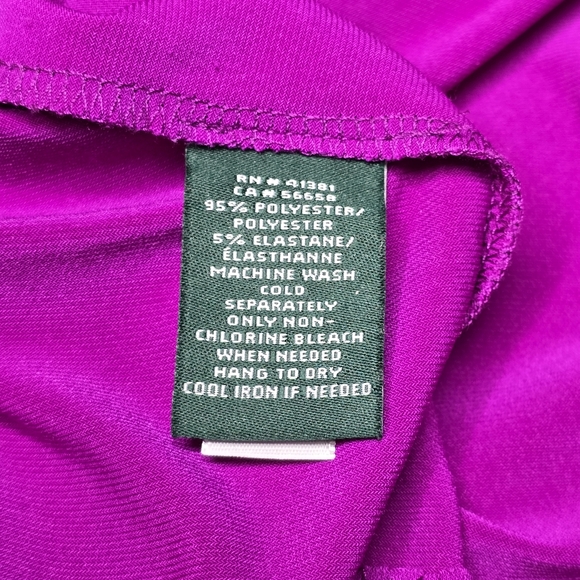 RN # 41381
CA # 56658
95% POLYESTER/
POLYESTER
5% ELASTANE/
ÉLASTHANNE
MACHINE WASH
COLD
SEPARATELY
ONLY NON-
CHLORINE BLEACH
WHEN NEEDED
HANG TO DRY
COOL IRON IF NEEDED